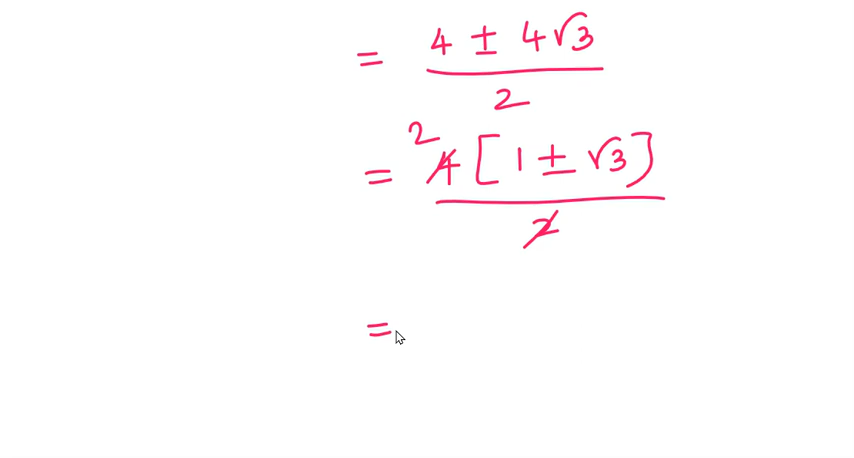 = 4 ± 4√3
2
= 2 4 [ 1 ± √3 ]
2
=